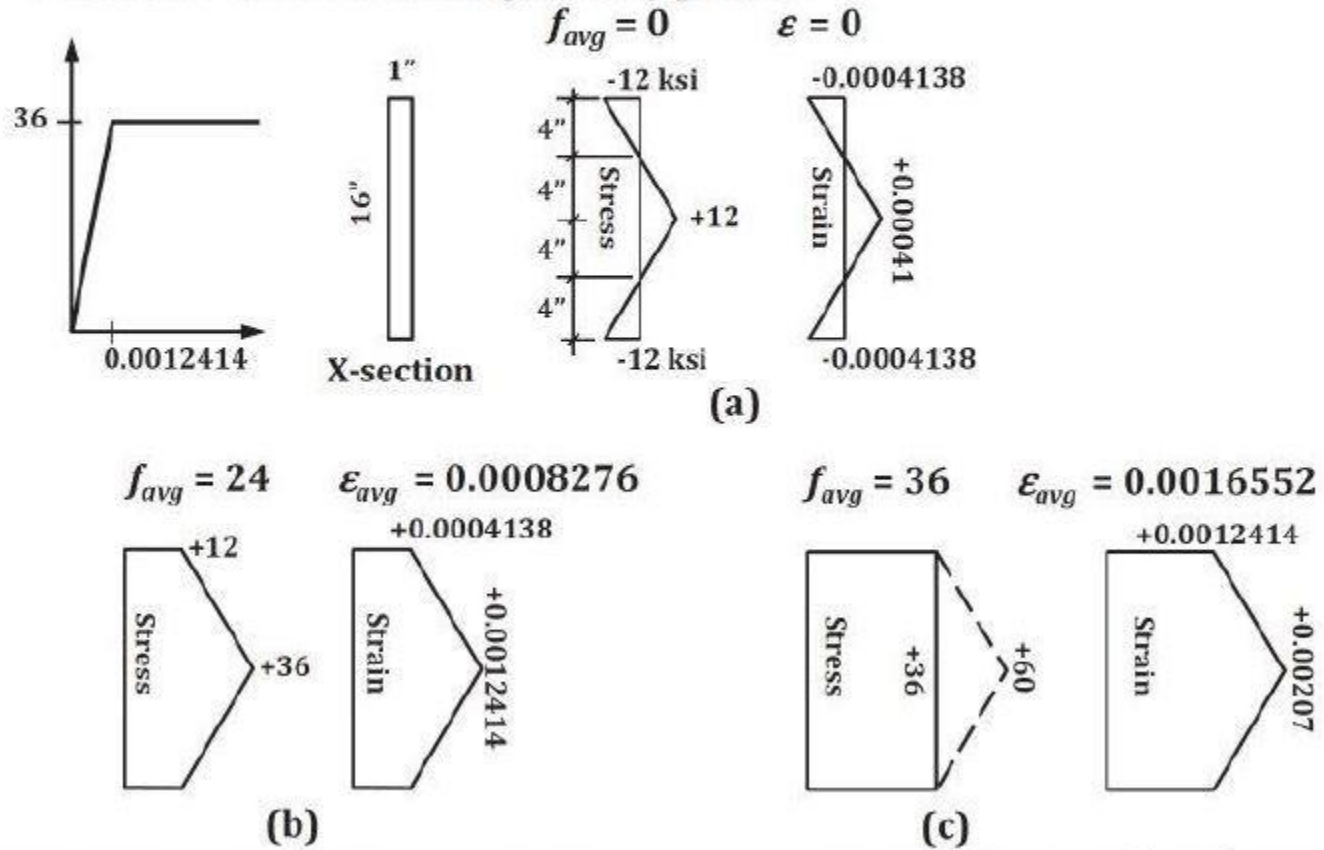 f_avg = 0
ε = 0
36
0.0012414
1"
16"
X-section
-12 ksi
4"
4"
4"
4"
Stress
+12
-12 ksi
-0.0004138
Strain
+0.00041
-0.0004138
(a)
f_avg = 24
ε_avg = 0.0008276
+12
Stress
+36
+0.0004138
Strain
+0.0012414
(b)
f_avg = 36
ε_avg = 0.0016552
Stress
+36
+60
+0.0012414
Strain
+0.00207
(c)